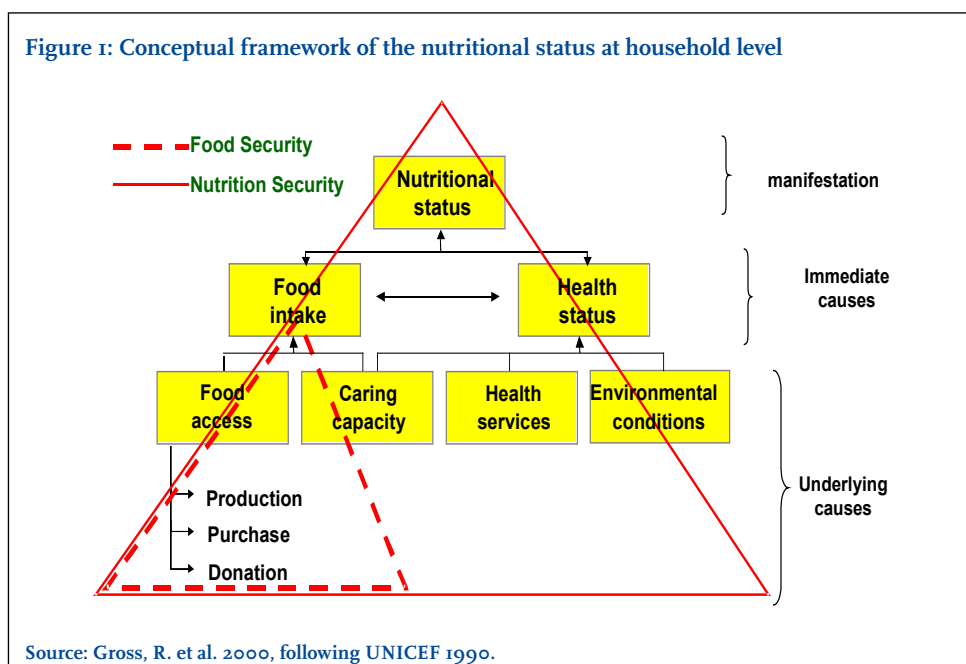 Figure 1: Conceptual framework of the nutritional status at household level
Food Security
Nutrition Security
Nutritional
status
manifestation
Food
intake
Health
status
Immediate
causes
Food
access
Caring
capacity
Health
services
Environmental
conditions
Production
Purchase
Donation
Underlying
causes
Source: Gross, R. et al. 2000, following UNICEF 1990.